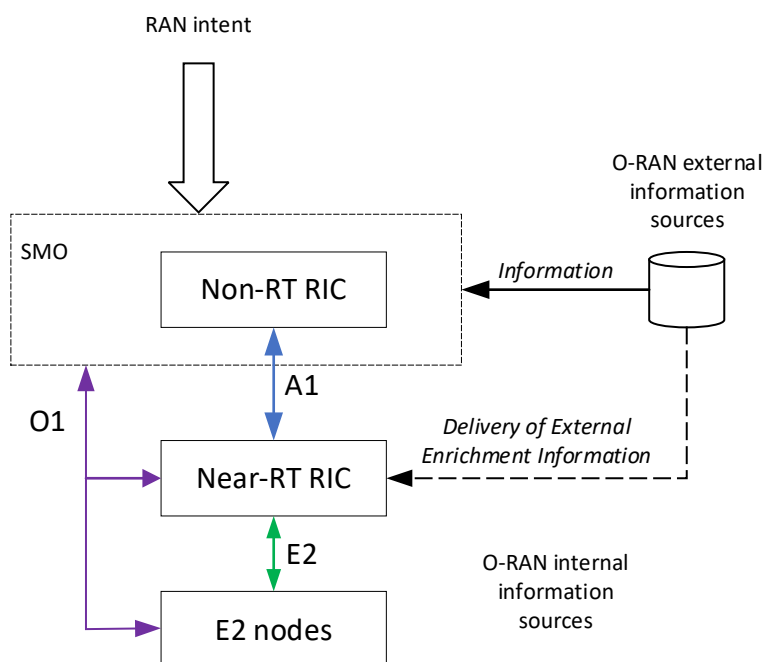 RAN intent
O-RAN external
information
sources
SMO
Non-RT RIC
Information
A1
O1
Delivery of External
Enrichment Information
Near-RT RIC
E2
O-RAN internal
information
sources
E2 nodes